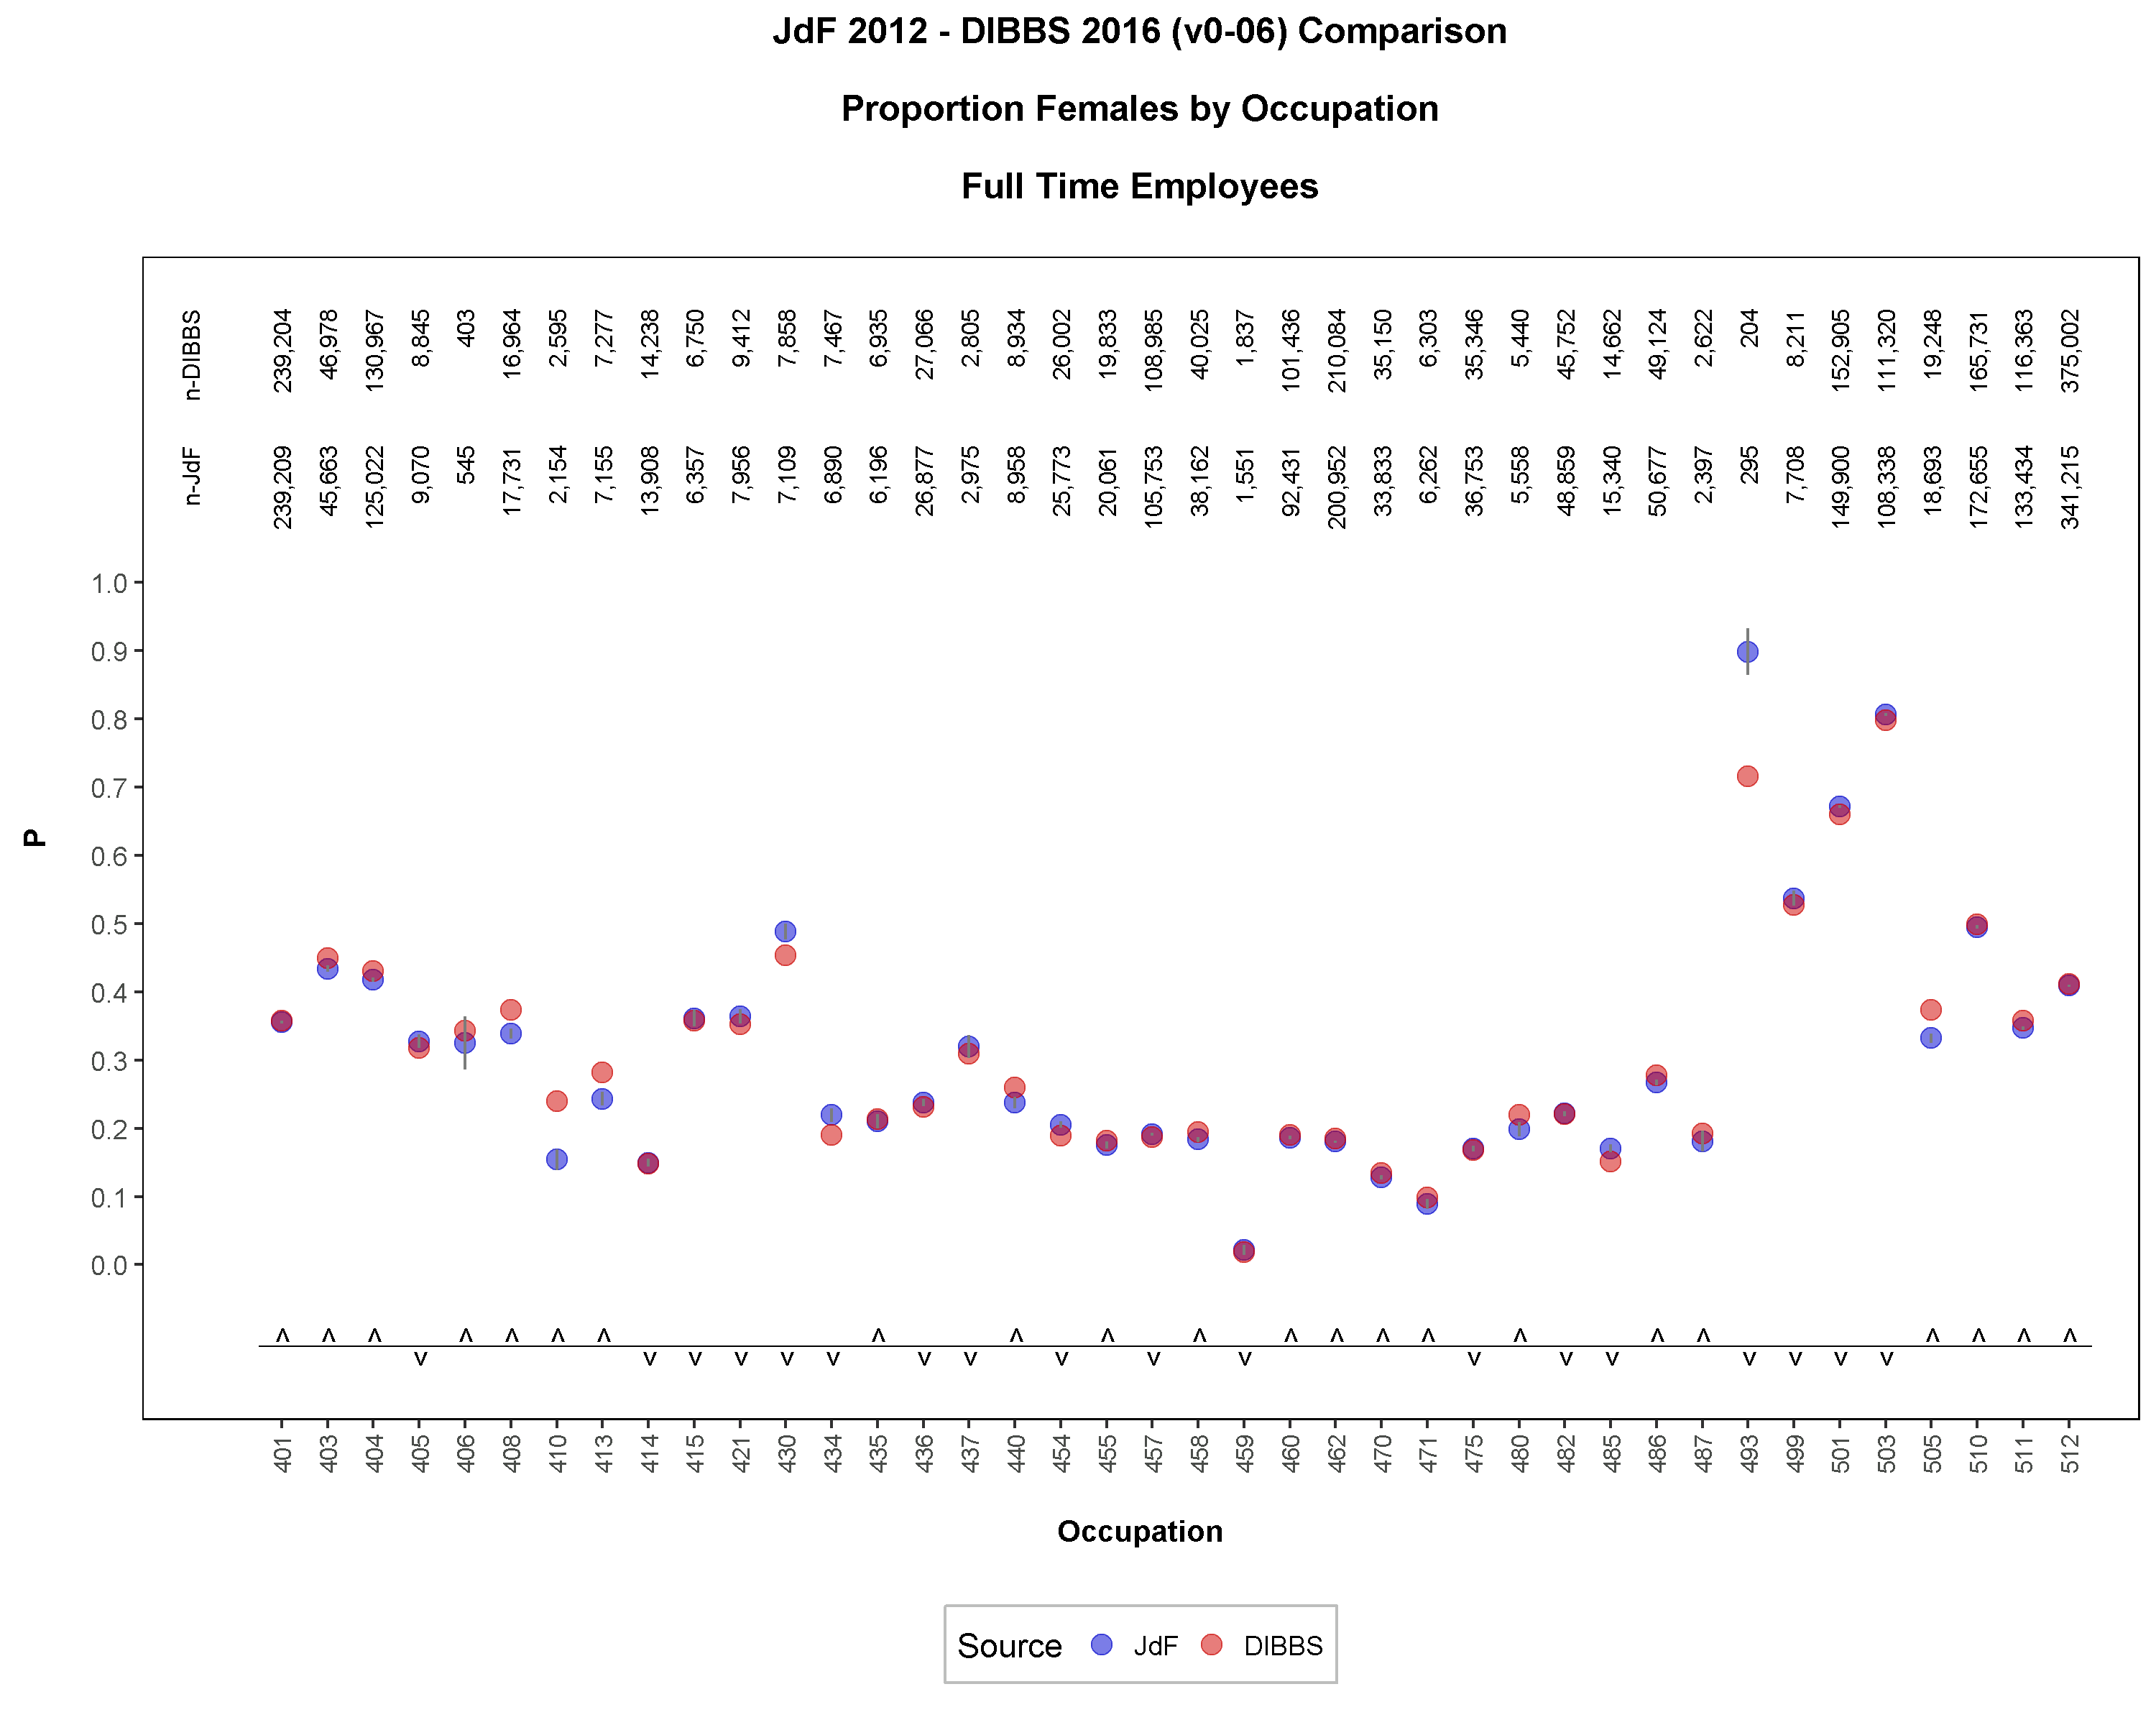 JdF 2012 - DIBBS 2016 (v0-06) Comparison
Proportion Females by Occupation
Full Time Employees
n-DIBBS 239,204 46,978 130,967 8,845 403 16,964 2,595 7,277 14,238 6,750 9,412 7,858 7,467 6,935 27,066 2,805 8,934 26,002 19,833 108,985 40,025 1,837 101,436 210,084 35,150 6,303 35,346 5,440 45,752 14,662 49,124 2,622 204 8,211 152,905 111,320 19,248 165,731 116,363 375,002
n-JdF 239,209 45,663 125,022 9,070 545 17,731 2,154 7,155 13,908 6,357 7,956 7,109 6,890 6,196 26,877 2,975 8,958 25,773 20,061 105,753 38,162 1,551 92,431 200,952 33,833 6,262 36,753 5,558 48,859 15,340 50,677 2,397 295 7,708 149,900 108,338 18,693 172,655 133,434 341,215
1.0
0.9
0.8
0.7
0.6
P
0.5
0.4
0.3
0.2
0.1
0.0
^ ^ ^ ^ ^ ^ ^ ^ ^ ^ ^ ^ ^ ^ ^ ^ ^ ^ ^ ^ ^ ^
v v v v v v v v v v v v v v v v v v
401 403 404 405 406 408 410 413 414 415 421 430 434 435 436 437 440 454 455 457 458 459 460 462 470 471 475 480 482 485 486 487 493 499 501 503 505 510 511 512
Occupation
Source JdF DIBBS